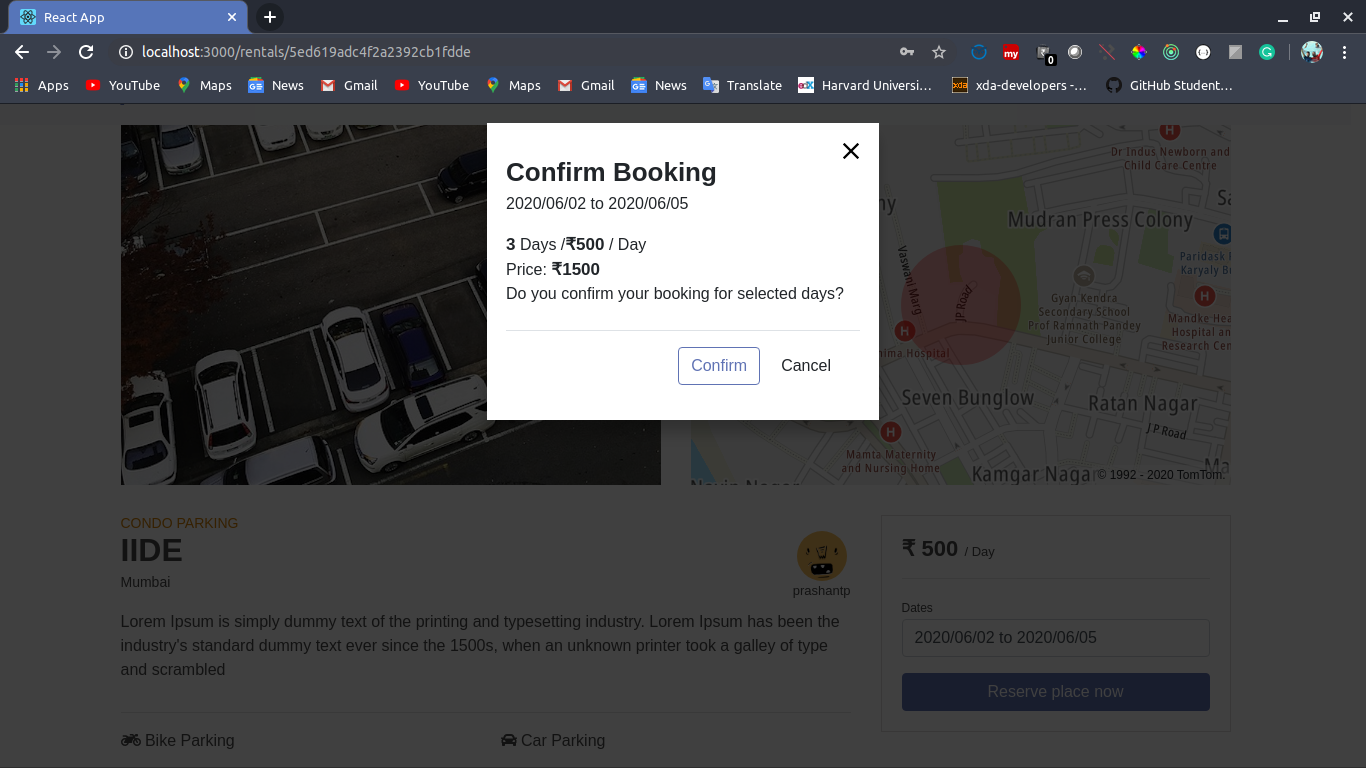 React App
localhost:3000/rentals/5ed619adc4f2a2392cb1fdde
my
0
Apps
YouTube
Maps
News
Gmail
YouTube
Maps
Gmail
News
Translate
edX
Harvard Universi…
xda
xda-developers -…
GitHub Student…
Confirm Booking
2020/06/02 to 2020/06/05
3 Days /₹500 / Day
Price: ₹1500
Do you confirm your booking for selected days?
Confirm
Cancel
H
Dr Indus Newborn and
Child Care Centre
Mudran Press Colony
Vaswani Marg
JP Road
Paridask
Karyaly
Gyan Kendra
Secondary School
Prof Ramnath Pandey
Junior College
H
Mandke
Hospital an
Research Cen
H
Hospital
Seven Bunglow
Ratan Nagar
J P Road
H
Mamta Maternity
and Nursing Home
Kamgar Nagar
© 1992 - 2020 TomTom.
CONDO PARKING
IIDE
Mumbai
prashantp
Lorem Ipsum is simply dummy text of the printing and typesetting industry. Lorem Ipsum has been the
industry's standard dummy text ever since the 1500s, when an unknown printer took a galley of type
and scrambled
Bike Parking
Car Parking
₹ 500 / Day
Dates
2020/06/02 to 2020/06/05
Reserve place now